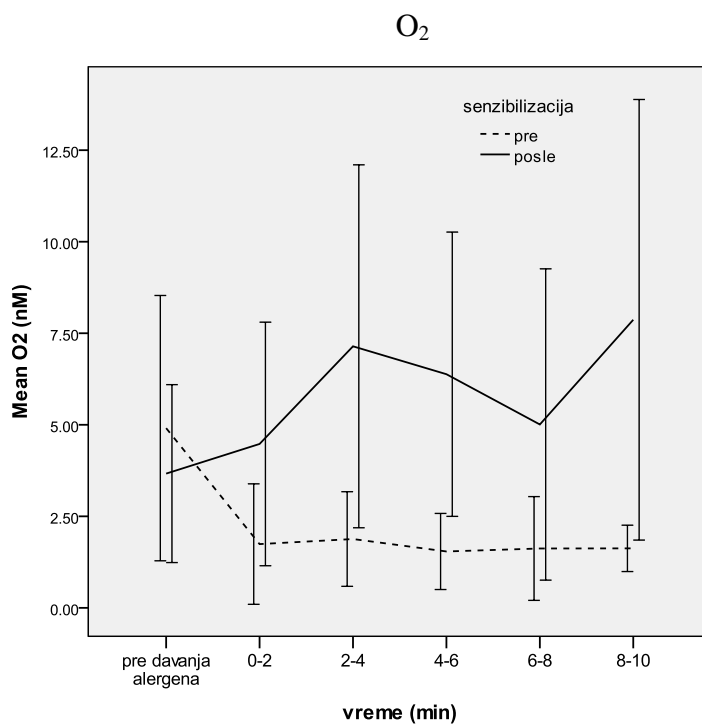 O₂
senzibilizacija
pre
posle
12.50
10.00
7.50
5.00
2.50
0.00
Mean O2 (nM)
pre davanja
alergena
0-2
2-4
4-6
6-8
8-10
vreme (min)